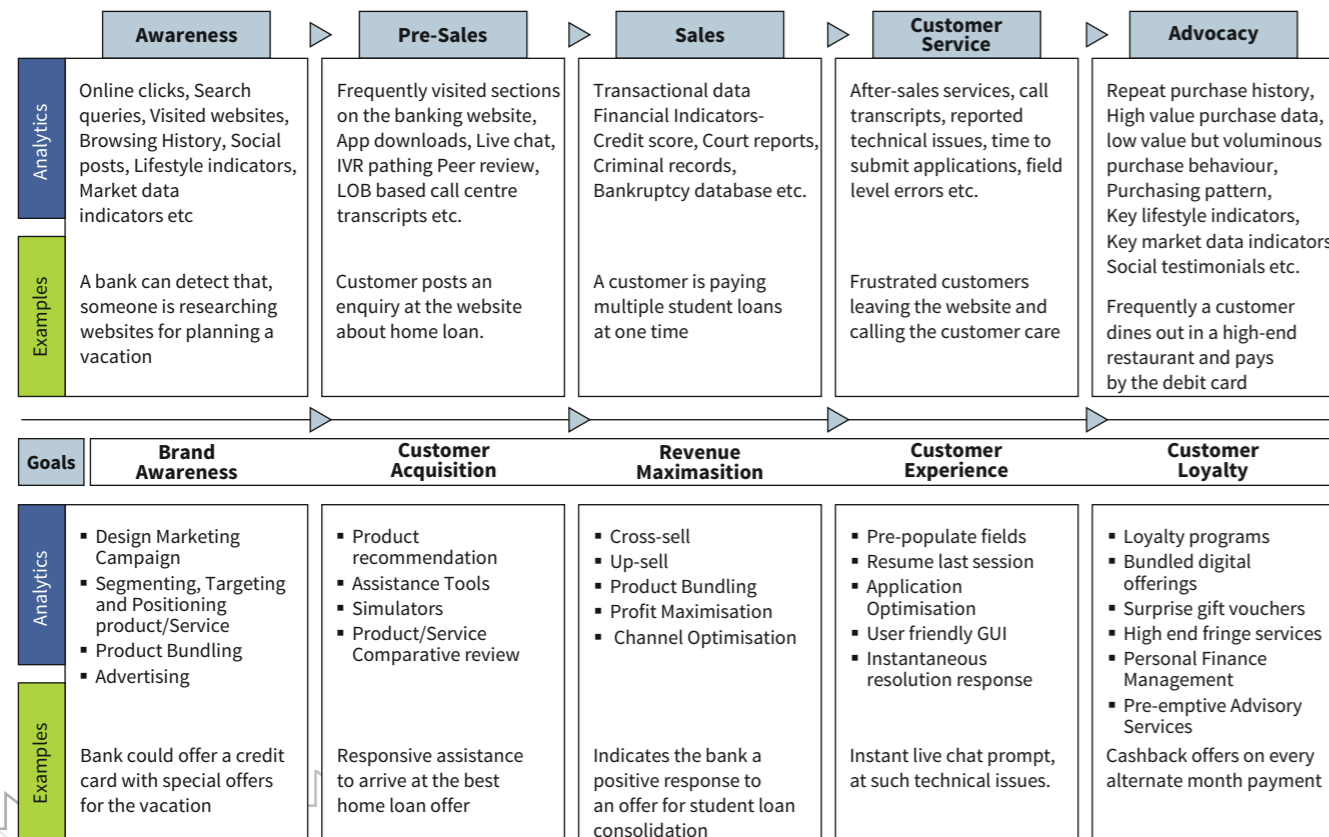 Awareness
Pre-Sales
Sales
Customer
Service
Advocacy
Analytics
Online clicks, Search
queries, Visited websites,
Browsing History, Social
posts, Lifestyle indicators,
Market data
indicators etc
Frequently visited sections
on the banking website,
App downloads, Live chat,
IVR pathing Peer review,
LOB based call centre
transcripts etc.
Transactional data
Financial Indicators-
Credit score, Court reports,
Criminal records,
Bankruptcy database etc.
After-sales services, call
transcripts, reported
technical issues, time to
submit applications, field
level errors etc.
Repeat purchase history,
High value purchase data,
low value but voluminous
purchase behaviour,
Purchasing pattern,
Key lifestyle indicators,
Key market data indicators
Social testimonials etc.
Examples
A bank can detect that,
someone is researching
websites for planning a
vacation
Customer posts an
enquiry at the website
about home loan.
A customer is paying
multiple student loans
at one time
Frustrated customers
leaving the website and
calling the customer care
Frequently a customer
dines out in a high-end
restaurant and pays
by the debit card
Goals
Brand
Awareness
Customer
Acquisition
Revenue
Maximasition
Customer
Experience
Customer
Loyalty
Analytics
▪ Design Marketing
Campaign
▪ Segmenting, Targeting
and Positioning
product/Service
▪ Product Bundling
▪ Advertising
▪ Product
recommendation
▪ Assistance Tools
▪ Simulators
▪ Product/Service
Comparative review
▪ Cross-sell
▪ Up-sell
▪ Product Bundling
▪ Profit Maximisation
▪ Channel Optimisation
▪ Pre-populate fields
▪ Resume last session
▪ Application
Optimisation
▪ User friendly GUI
▪ Instantaneous
resolution response
▪ Loyalty programs
▪ Bundled digital
offerings
▪ Surprise gift vouchers
▪ High end fringe services
▪ Personal Finance
Management
▪ Pre-emptive Advisory
Services
Examples
Bank could offer a credit
card with special offers
for the vacation
Responsive assistance
to arrive at the best
home loan offer
Indicates the bank a
positive response to
an offer for student loan
consolidation
Instant live chat prompt,
at such technical issues.
Cashback offers on every
alternate month payment